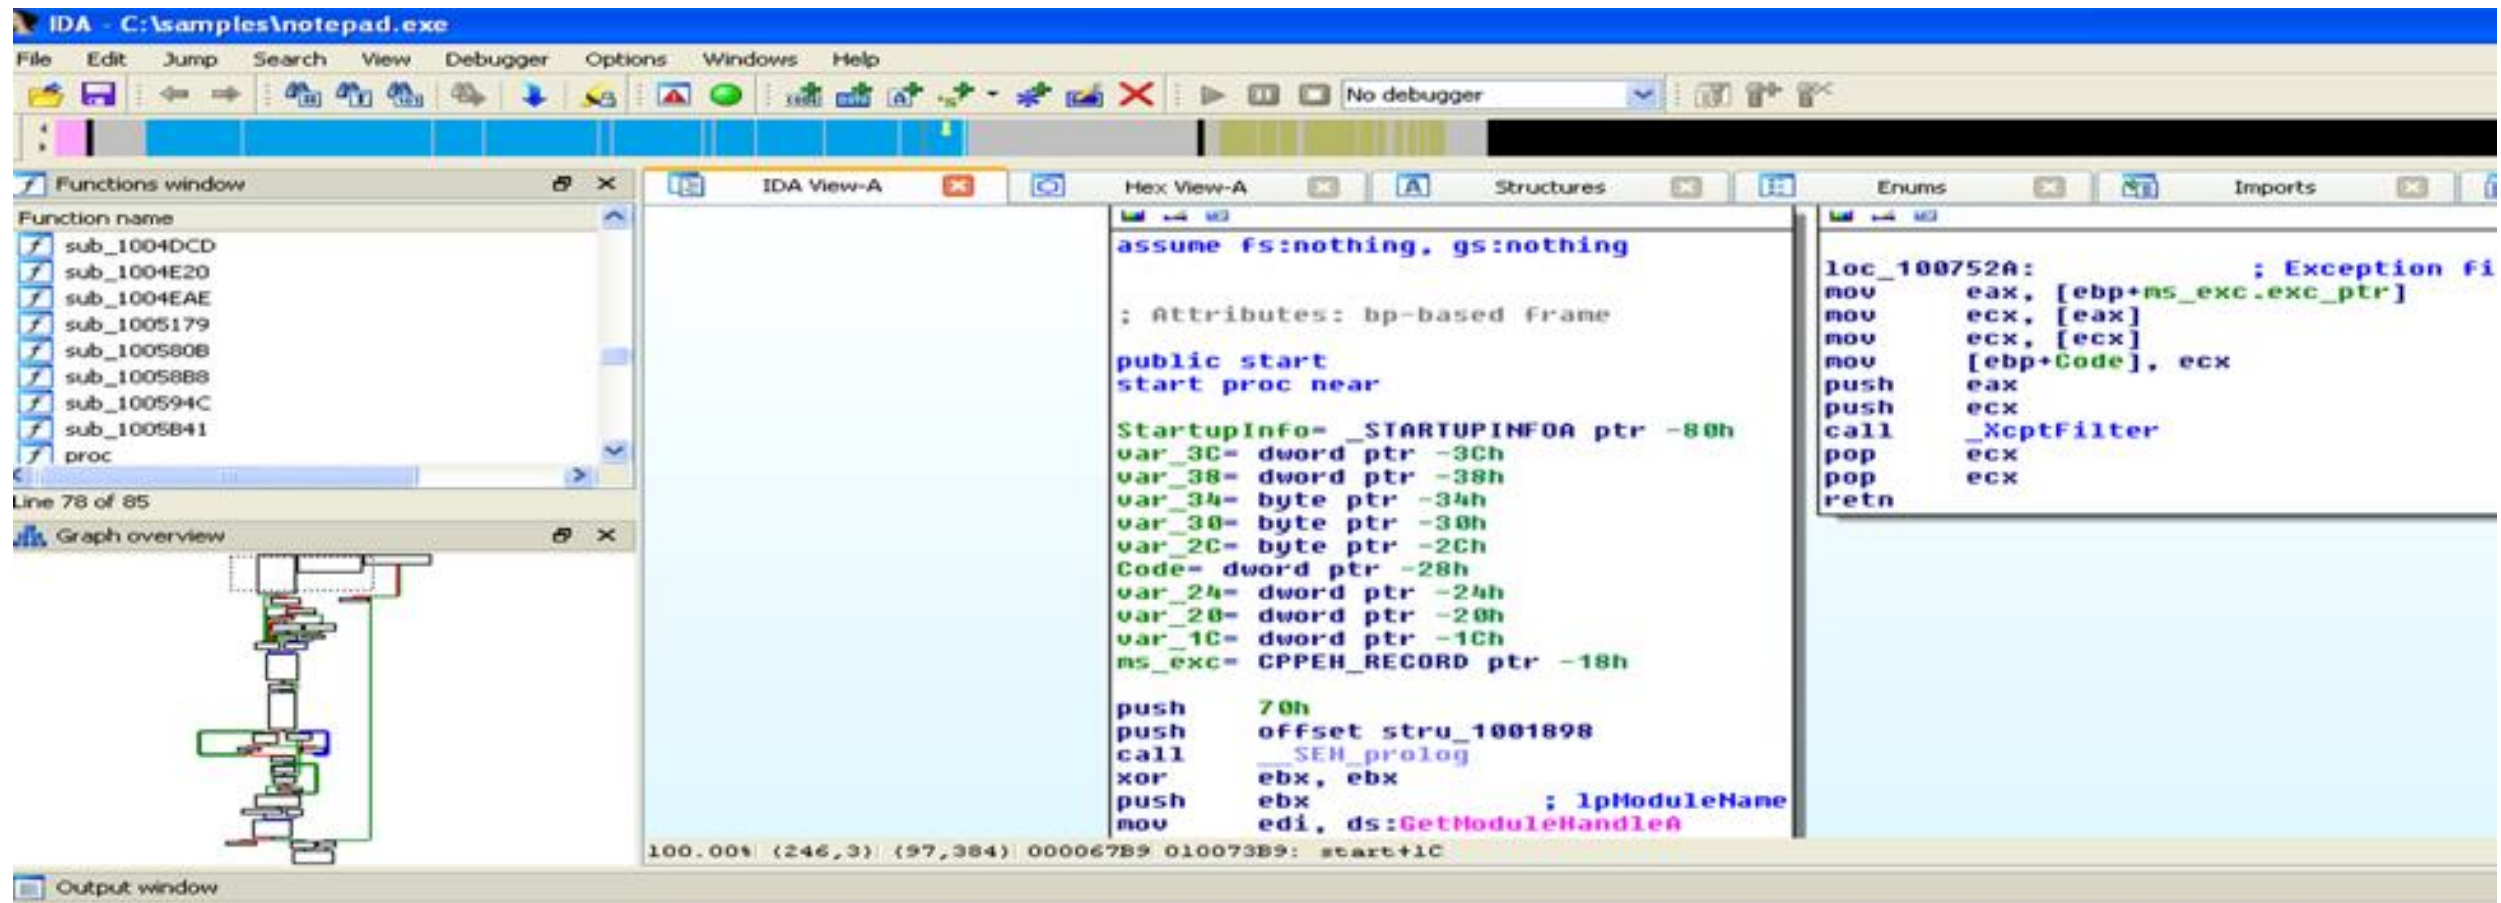 IDA - C:\samples\notepad.exe
File Edit Jump Search View Debugger Options Windows Help
No debugger
Functions window
IDA View-A
Hex View-A
Structures
Enums
Imports
Function name
sub_1004DCD
sub_1004E20
sub_1004EAE
sub_1005179
sub_100580B
sub_10058B8
sub_100594C
sub_1005B41
proc
Line 78 of 85
Graph overview
assume fs:nothing, gs:nothing
; Attributes: bp-based frame
public start
start proc near
StartupInfo= _STARTUPINFOA ptr -80h
var_3C= dword ptr -3Ch
var_38= dword ptr -38h
var_34= byte ptr -34h
var_30= byte ptr -30h
var_2C= byte ptr -2Ch
Code= dword ptr -28h
var_24= dword ptr -24h
var_20= dword ptr -20h
var_1C= dword ptr -1Ch
ms_exc= CPPEH_RECORD ptr -18h
push 70h
push offset stru_1001898
call __SEH_prolog
xor ebx, ebx
push ebx ; lpModuleName
mov edi, ds:GetModuleHandleA
loc_100752A: ; Exception fi
mov eax, [ebp+ms_exc.exc_ptr]
mov ecx, [eax]
mov ecx, [ecx]
mov [ebp+Code], ecx
push eax
push ecx
call _XcptFilter
pop ecx
pop ecx
retn
100.00% (246,3) (97,384) 000067B9 010073B9: start+1C
Output window